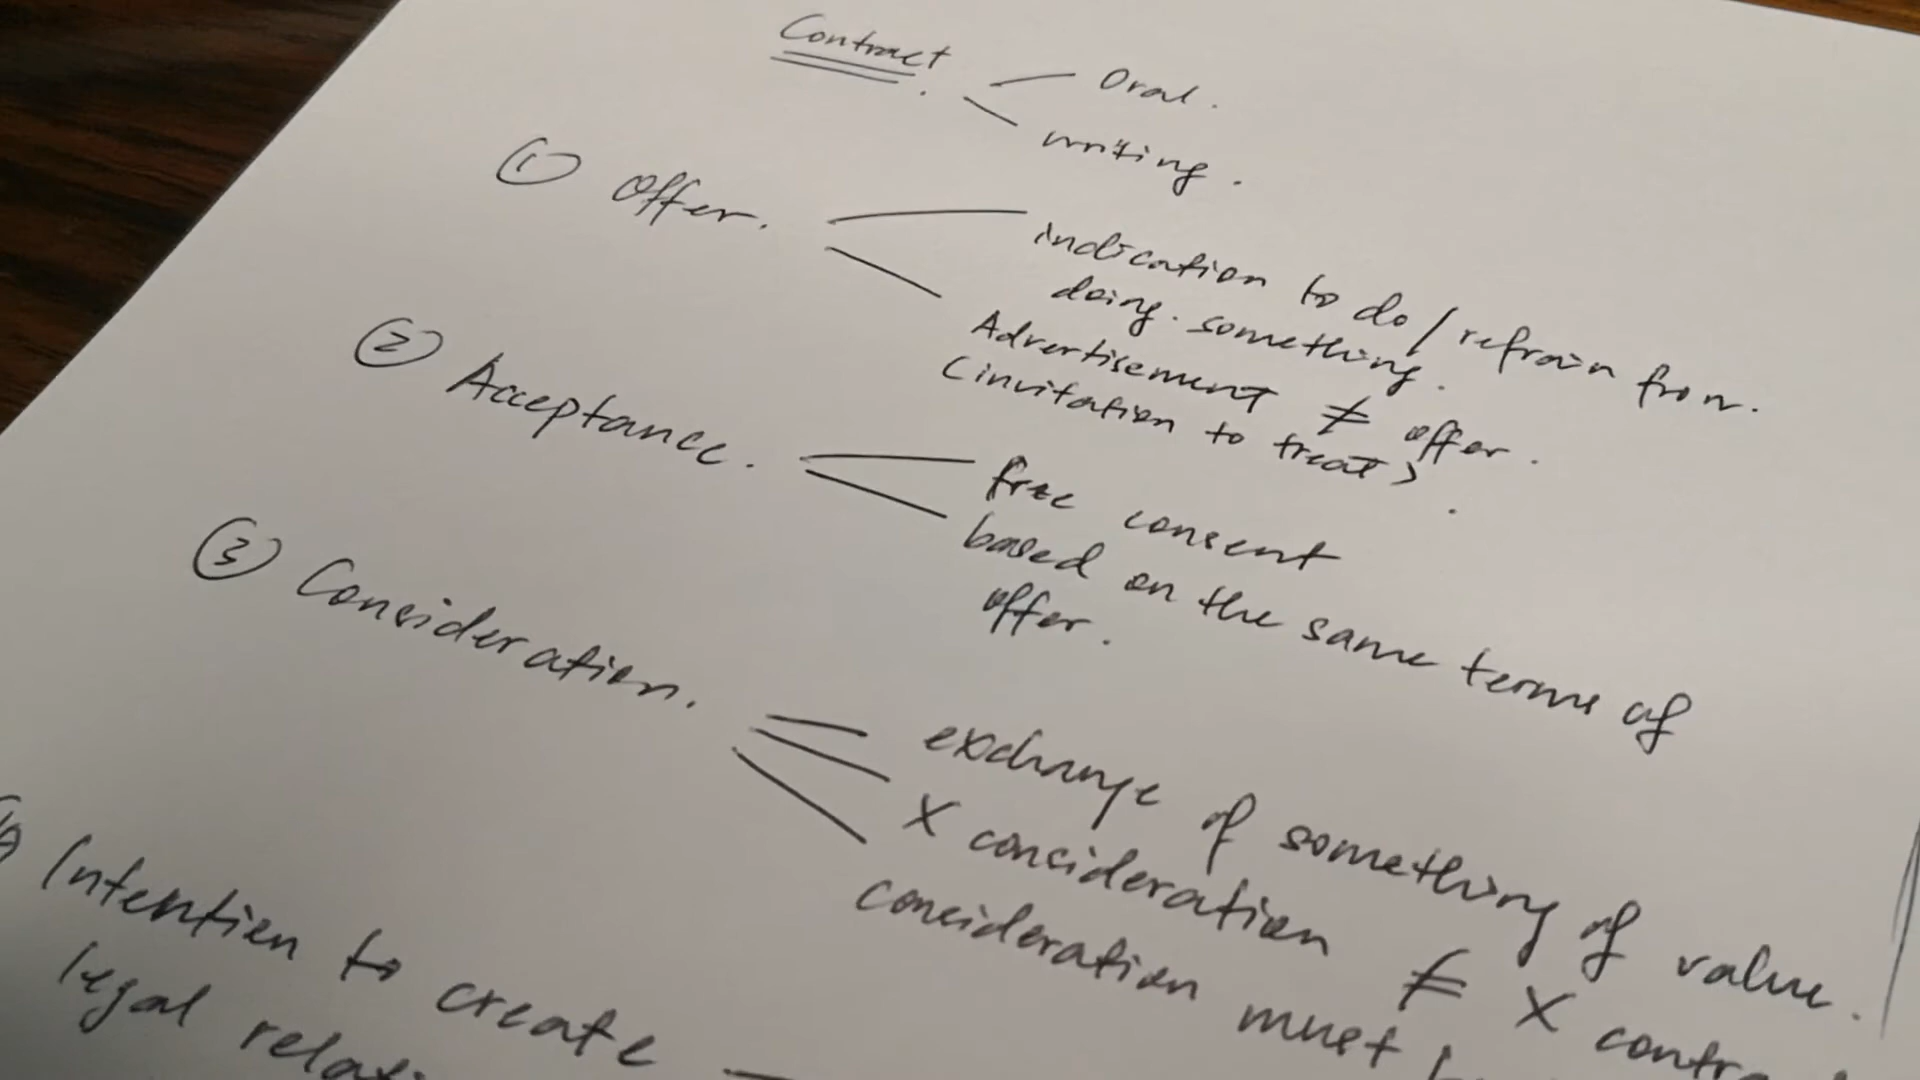 Contract.
Oral.
writing.
① Offer.
indication to do / refrain from.
doing. something.
Advertisement ≠ offer.
(invitation to treat).
② Acceptance.
free consent
based on the same terms of
offer.
③ Consideration.
exchange of something of value.
X consideration ≠ X
consideration must
Intention to create
legal